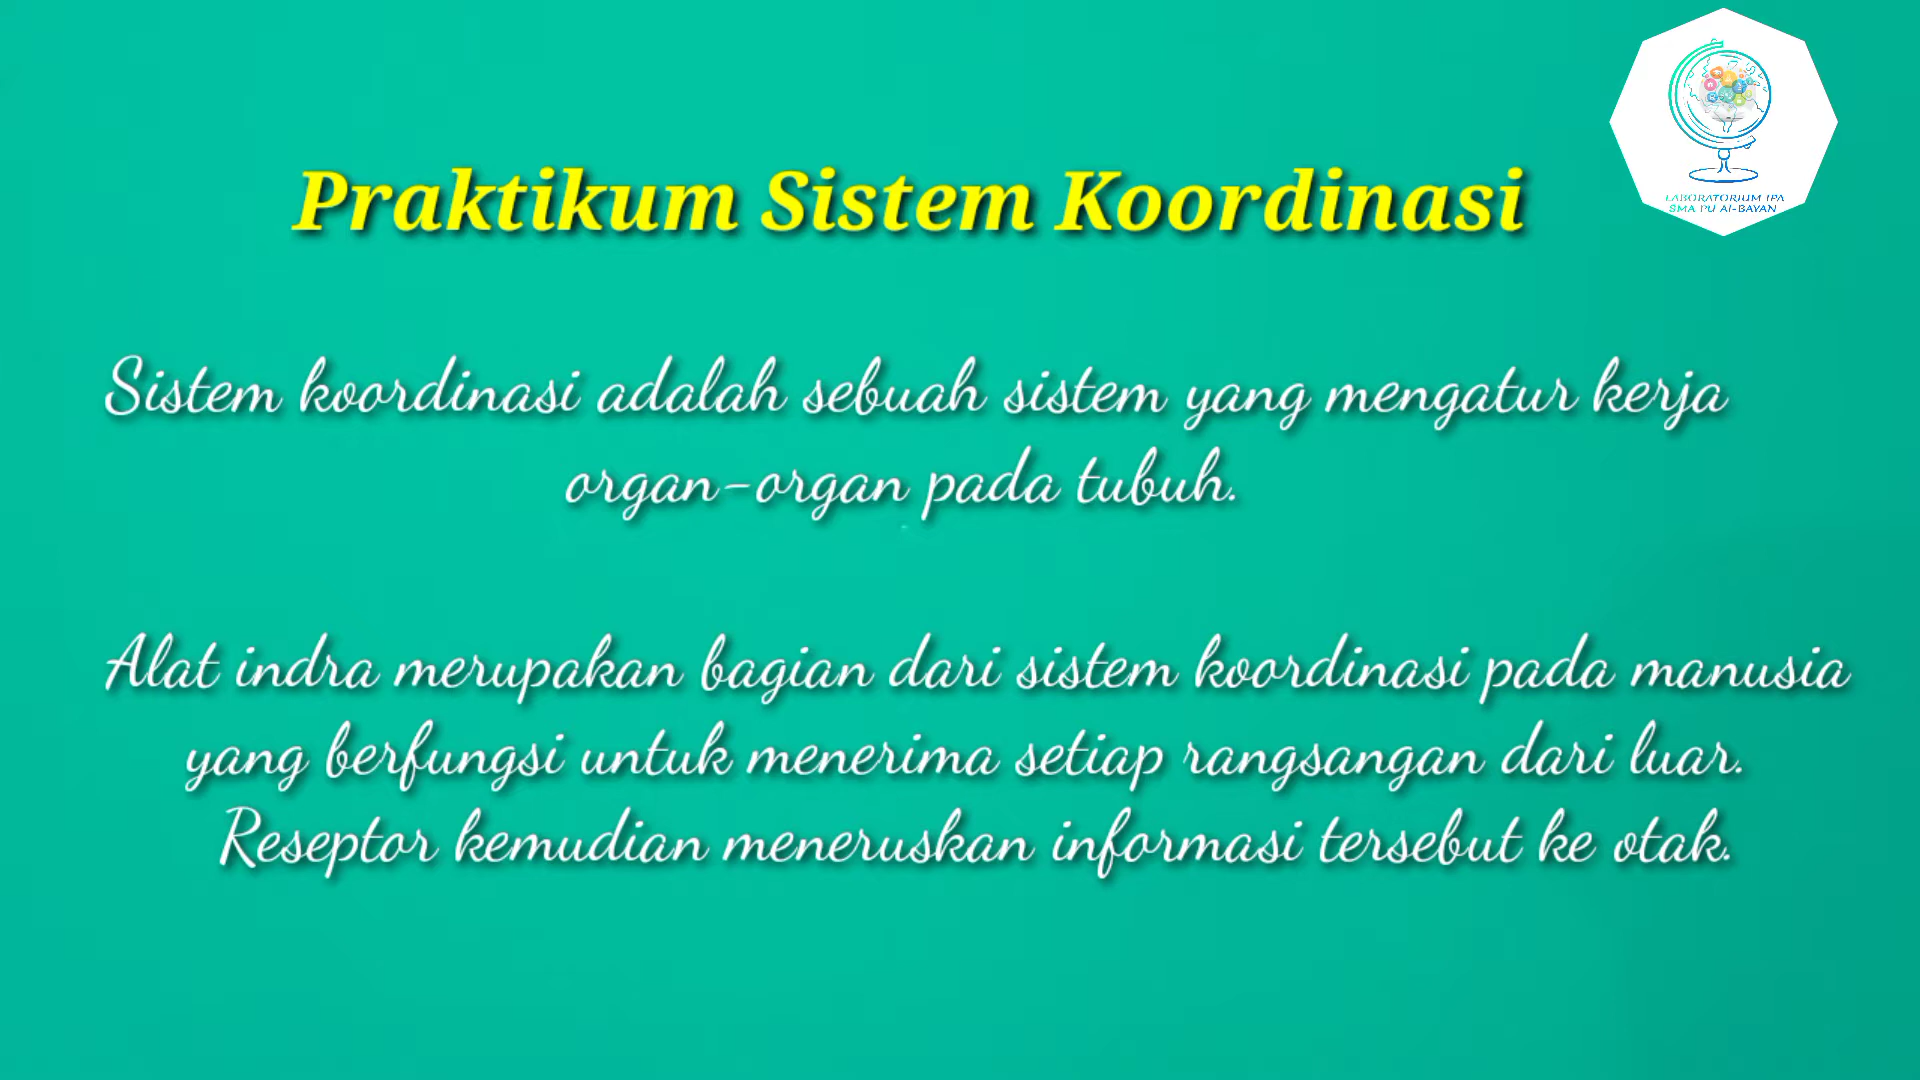 LABORATORIUM IPA
SMA PU Al-BAYAN
Praktikum Sistem Koordinasi
Sistem koordinasi adalah sebuah sistem yang mengatur kerja
organ-organ pada tubuh.
Alat indra merupakan bagian dari sistem koordinasi pada manusia
yang berfungsi untuk menerima setiap rangsangan dari luar.
Reseptor kemudian meneruskan informasi tersebut ke otak.